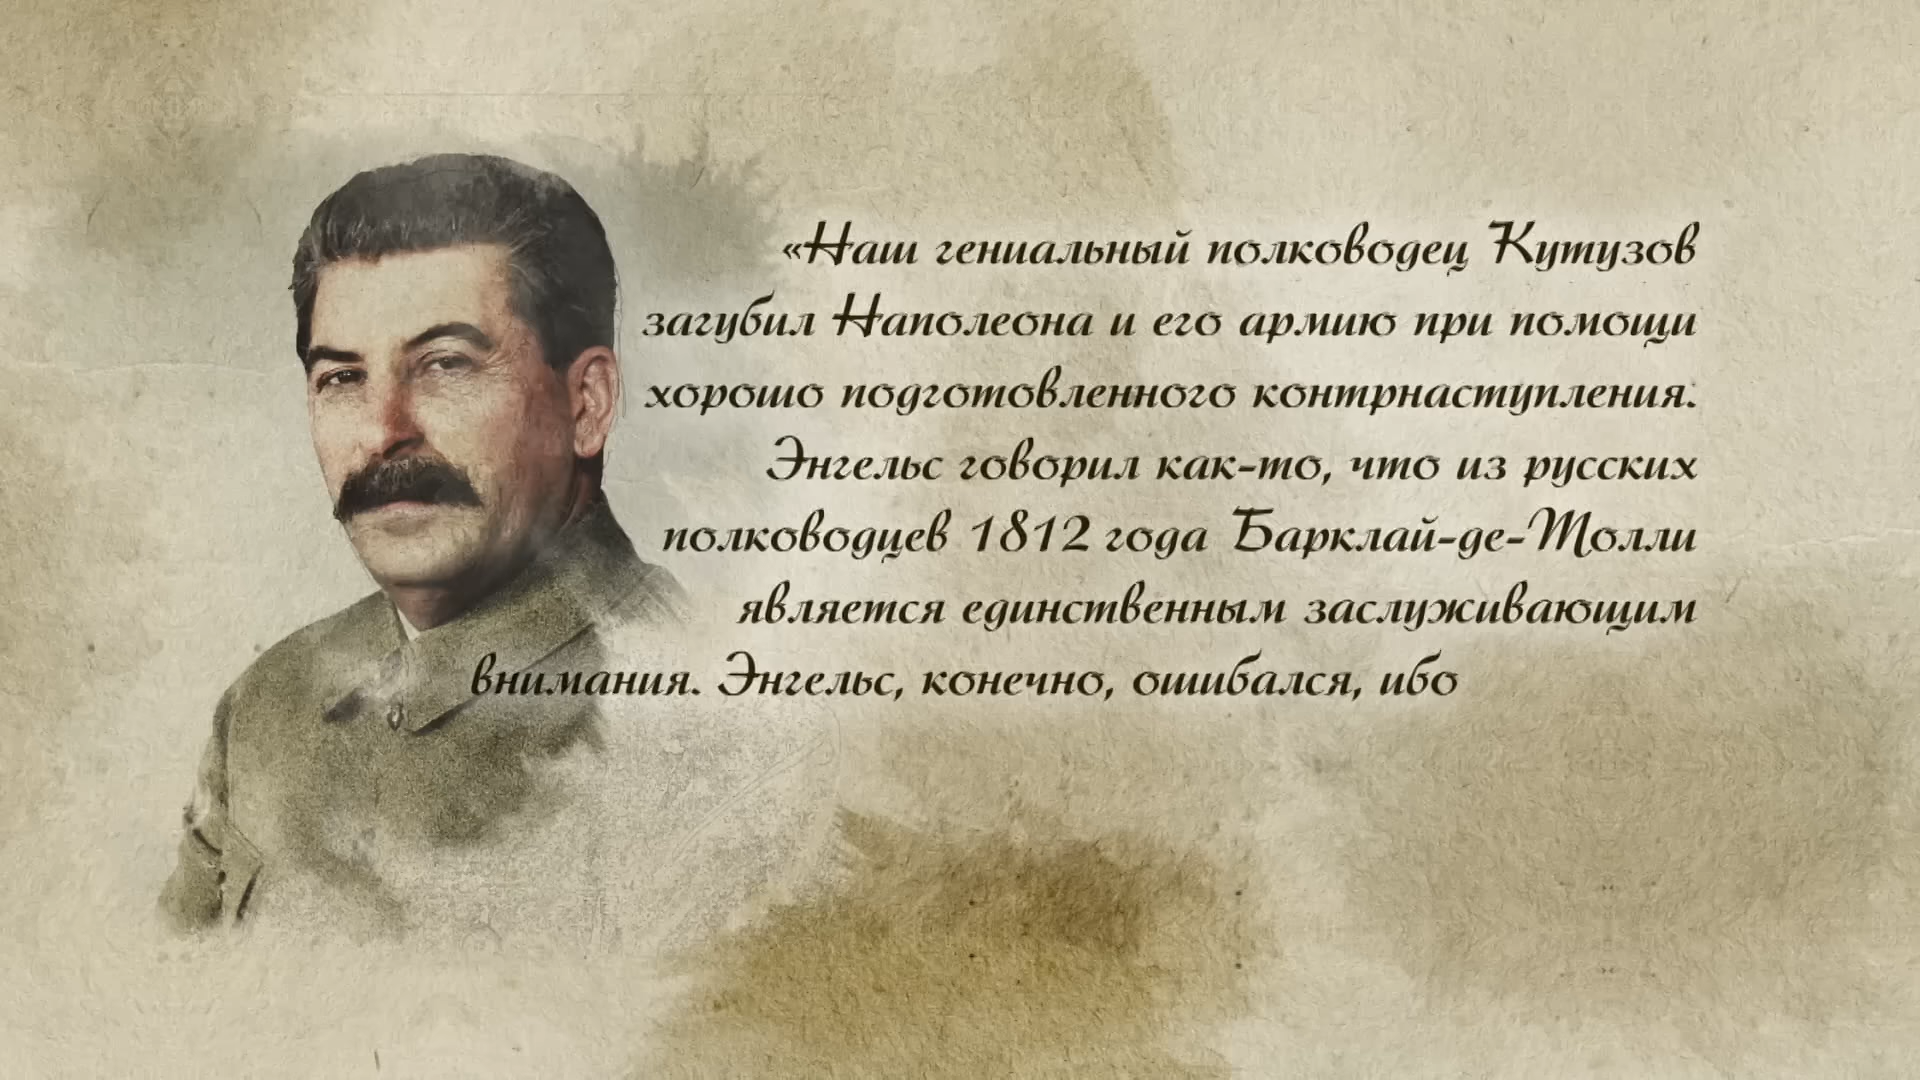 «Наш гениальный полководец Кутузов
загубил Наполеона и его армию при помощи
хорошо подготовленного контрнаступления.
Энгельс говорил как-то, что из русских
полководцев 1812 года Барклай-де-Толли
является единственным заслуживающим
внимания. Энгельс, конечно, ошибался, ибо